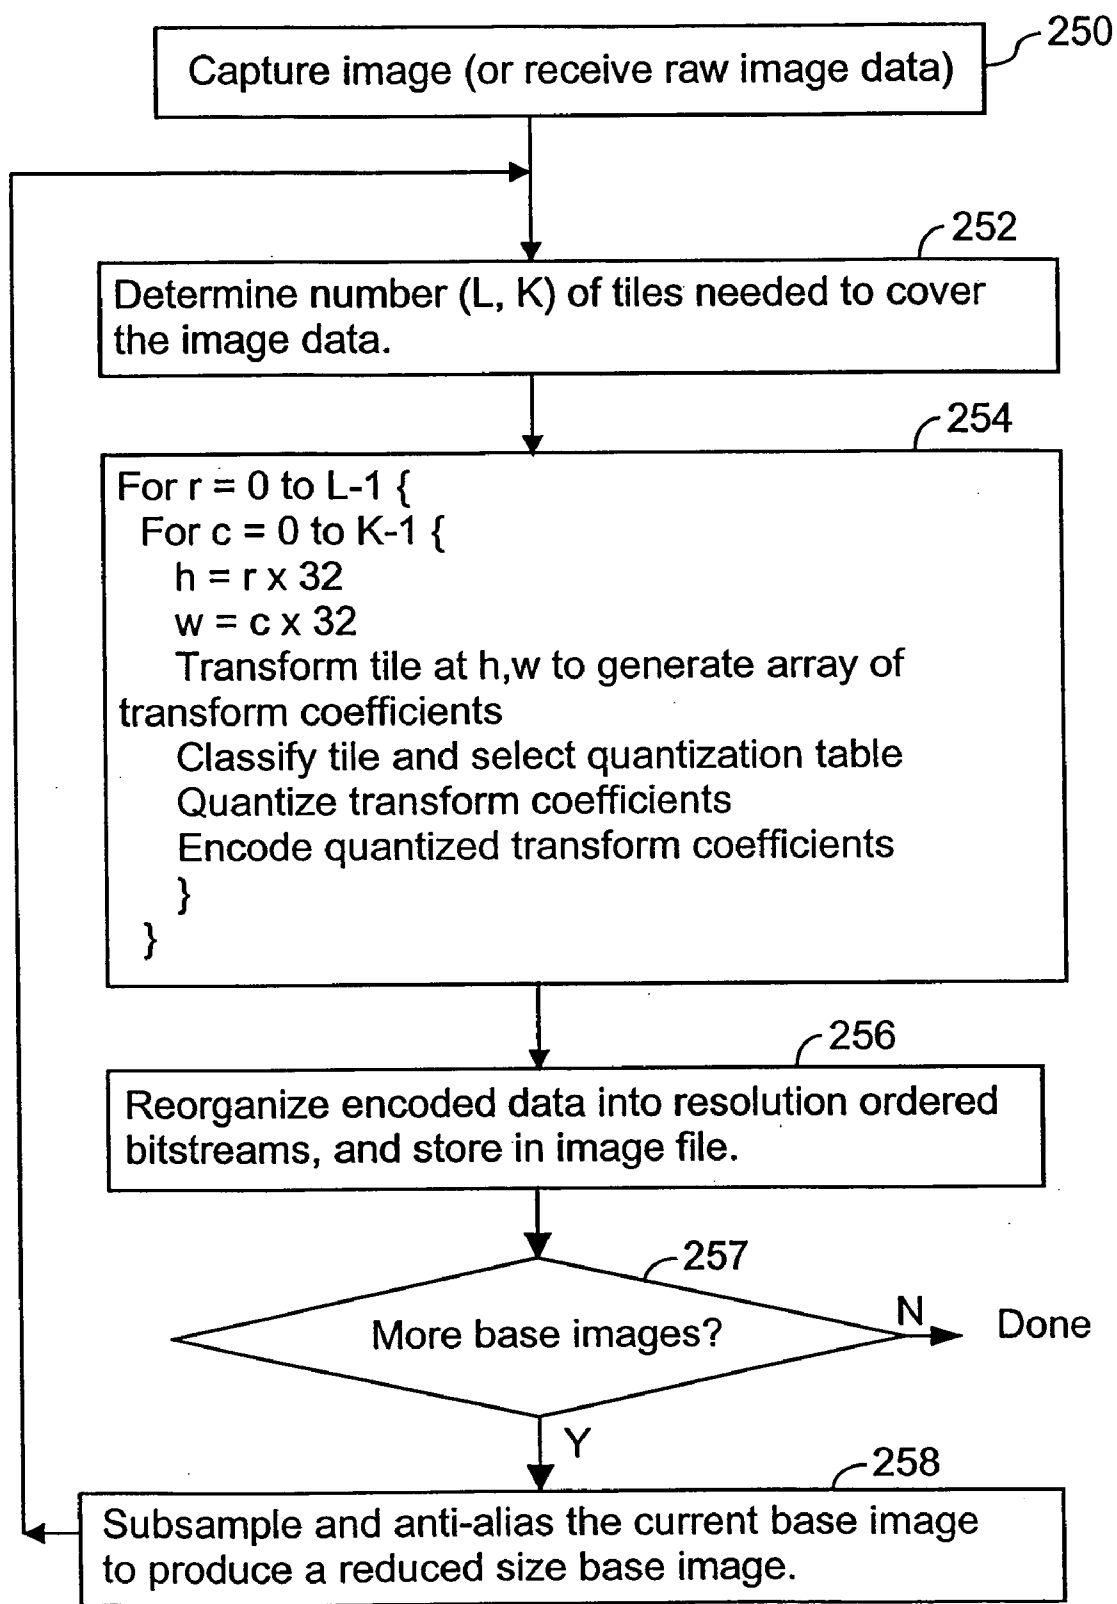 250
Capture image (or receive raw image data)
252
Determine number (L, K) of tiles needed to cover
the image data.
254
For r = 0 to L-1 {
For c = 0 to K-1 {
h = r x 32
w = c x 32
Transform tile at h,w to generate array of
transform coefficients
Classify tile and select quantization table
Quantize transform coefficients
Encode quantized transform coefficients
}
}
256
Reorganize encoded data into resolution ordered
bitstreams, and store in image file.
257
More base images?
N
Done
Y
258
Subsample and anti-alias the current base image
to produce a reduced size base image.